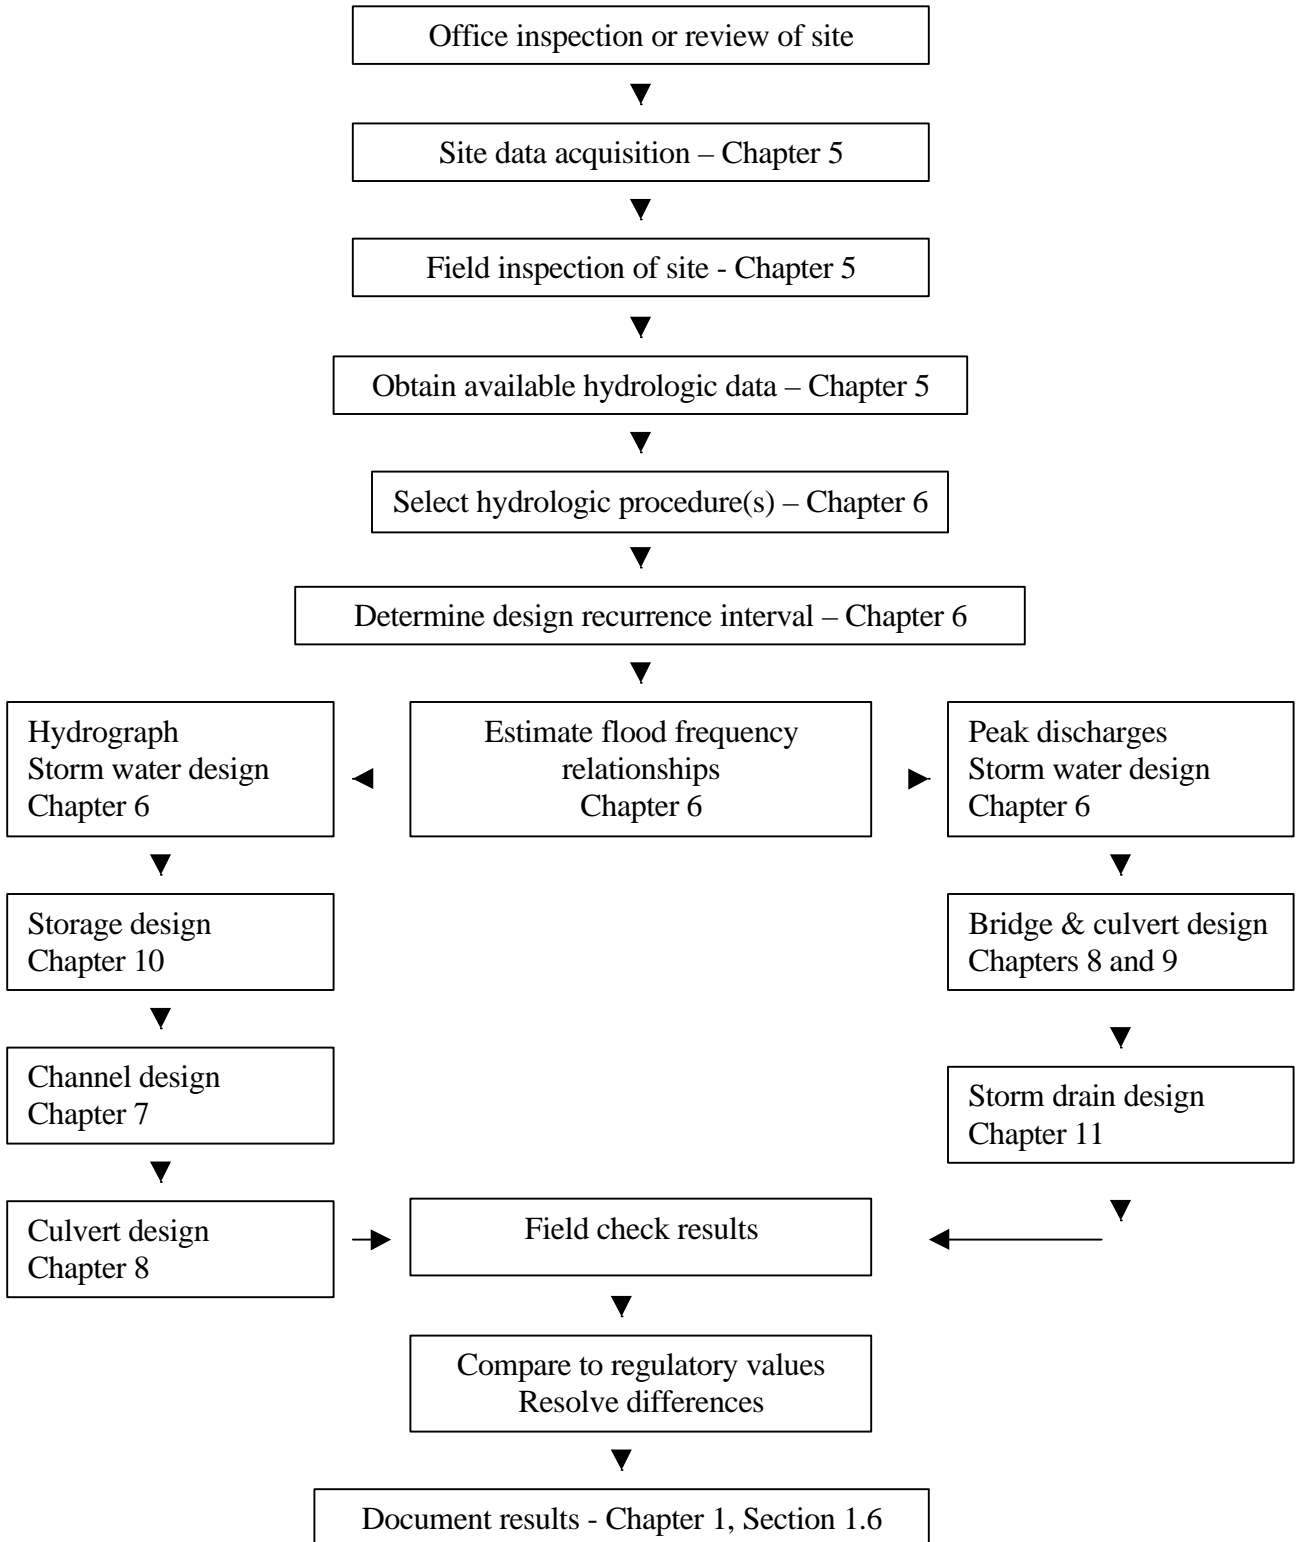 Office inspection or review of site
Site data acquisition – Chapter 5
Field inspection of site - Chapter 5
Obtain available hydrologic data – Chapter 5
Select hydrologic procedure(s) – Chapter 6
Determine design recurrence interval – Chapter 6
Hydrograph
Storm water design
Chapter 6
Estimate flood frequency
relationships
Chapter 6
Peak discharges
Storm water design
Chapter 6
Storage design
Chapter 10
Bridge & culvert design
Chapters 8 and 9
Channel design
Chapter 7
Storm drain design
Chapter 11
Culvert design
Chapter 8
Field check results
Compare to regulatory values
Resolve differences
Document results - Chapter 1, Section 1.6